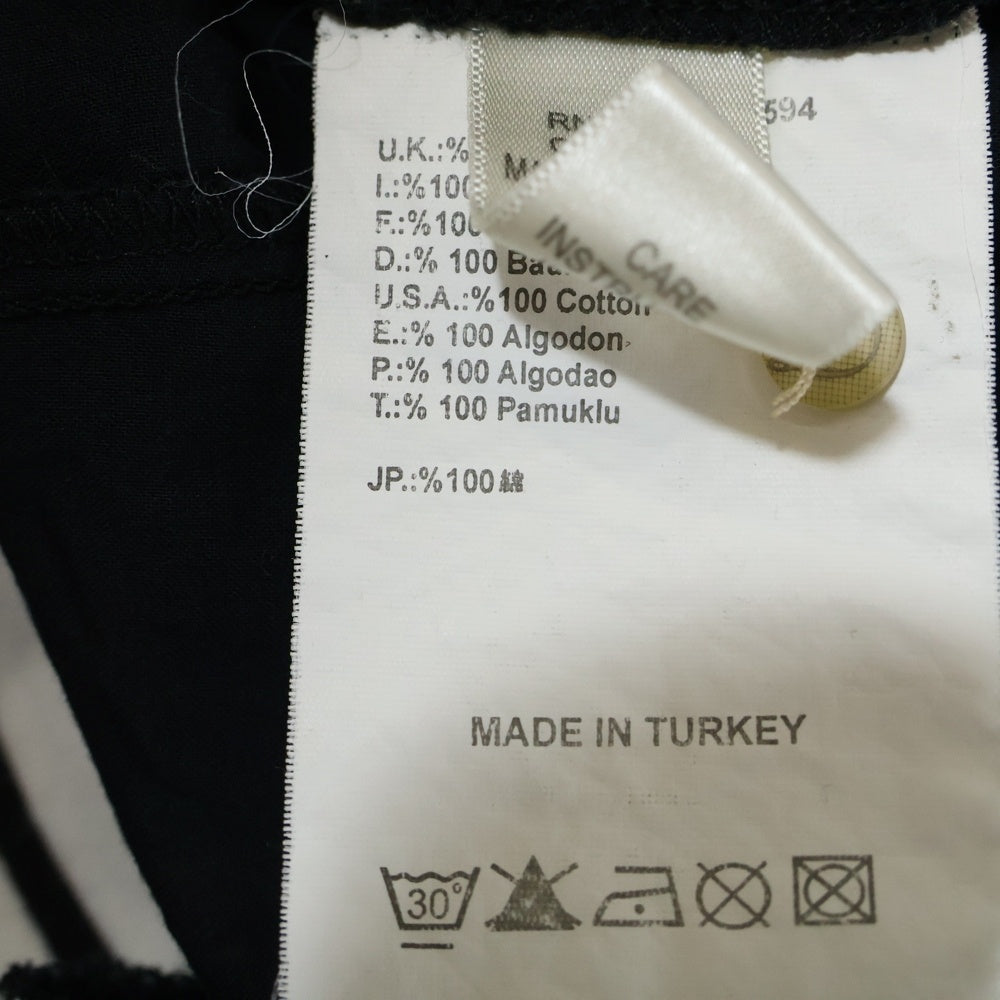 594
U.K.:%
I.:%100
F.:%100
D.:% 100
U.S.A.:%100 Cotton
E.:% 100 Algodon
P.:% 100 Algodao
T.:% 100 Pamuklu
JP.:%100綿
CARE
MADE IN TURKEY
30°